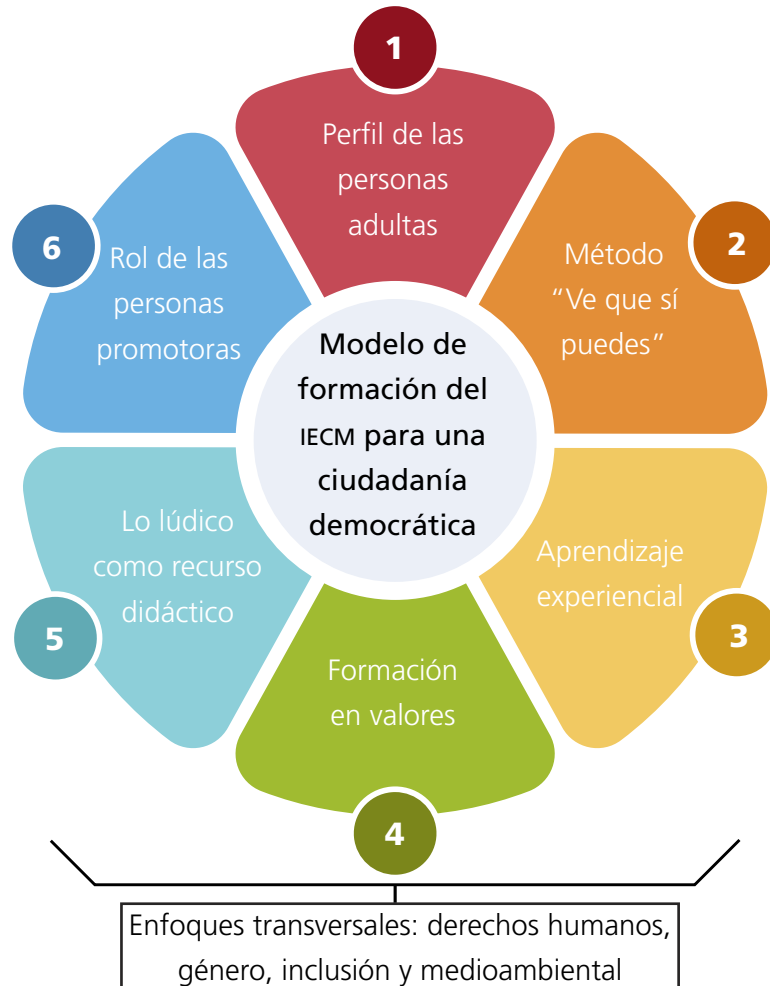 1
Perfil de las
personas
adultas
2
Método
“Ve que sí
puedes”
3
Aprendizaje
experiencial
4
Formación
en valores
5
Lo lúdico
como recurso
didáctico
6
Rol de las
personas
promotoras
Modelo de
formación del
IECM para una
ciudadanía
democrática
Enfoques transversales: derechos humanos,
género, inclusión y medioambiental